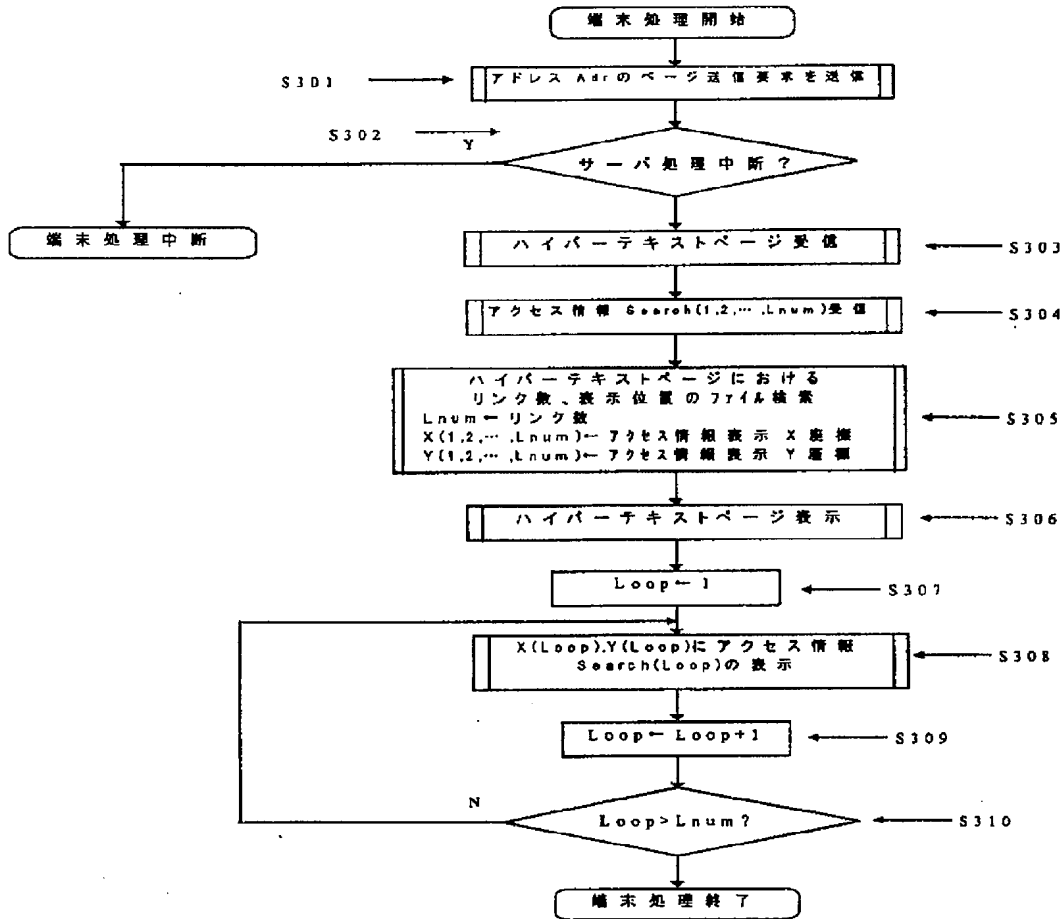 端末処理開始
S301
アドレス Adrのページ送信要求を送信
S302
Y
サーバ処理中断?
端末処理中断
ハイパーテキストページ受信
S303
アクセス情報 Search(1,2,…,Lnum)受信
S304
ハイパーテキストページにおける
リンク数、表示位置のファイル検索
Lnum←リンク数
X(1,2,…,Lnum)←アクセス情報表示 X
Y(1,2,…,Lnum)←アクセス情報表示 Y
S305
ハイパーテキストページ表示
S306
Loop←1
S307
X(Loop),Y(Loop)にアクセス情報
Search(Loop)の表示
S308
Loop←Loop+1
S309
N
Loop>Lnum?
S310
端末処理終了